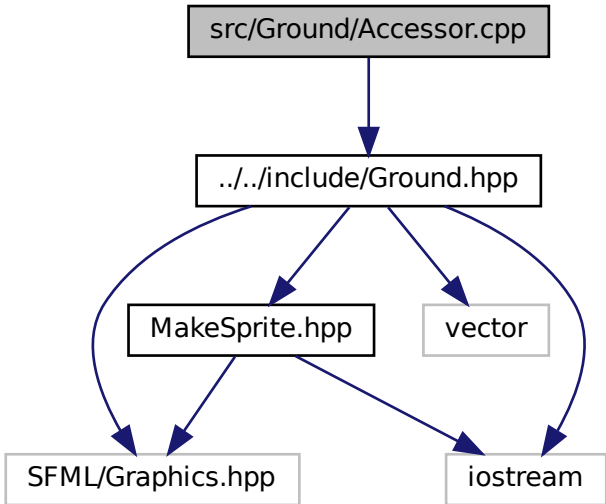 src/Ground/Accessor.cpp
../../include/Ground.hpp
MakeSprite.hpp
vector
SFML/Graphics.hpp
iostream